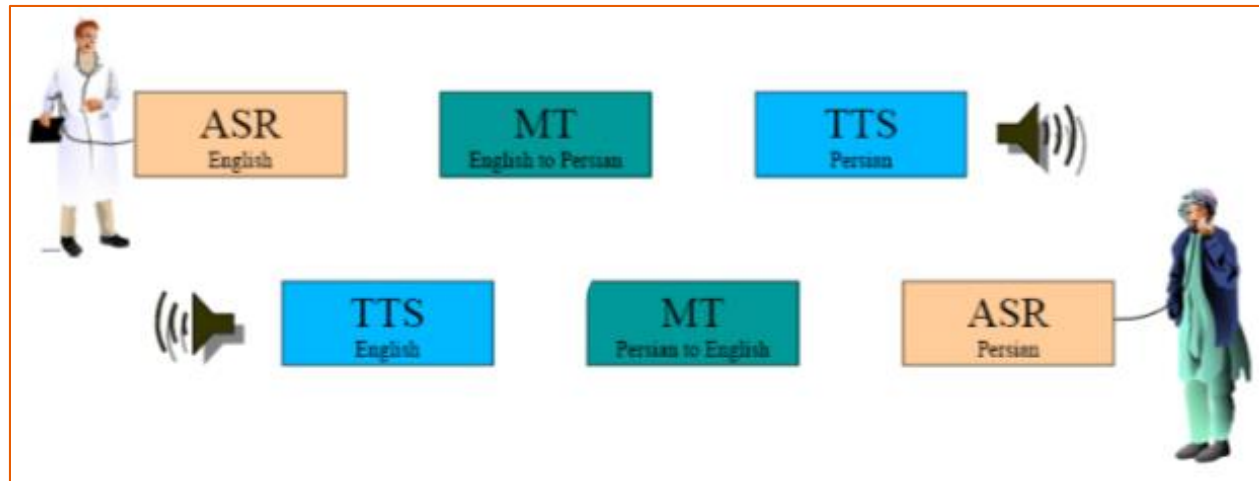 ASR
English
MT
English to Persian
TTS
Persian
TTS
English
MT
Persian to English
ASR
Persian